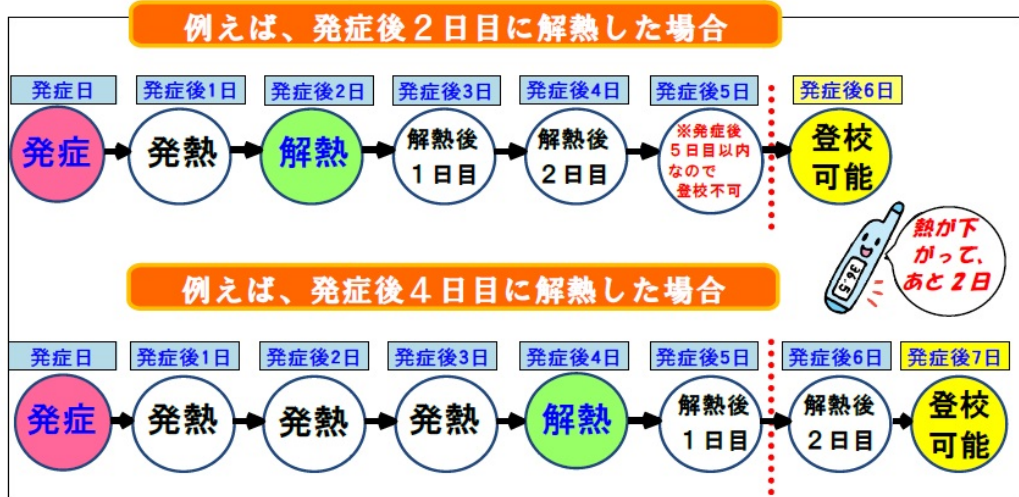 例えば、発症後２日目に解熱した場合
発症日 発症後1日 発症後2日 発症後3日 発症後4日 発症後5日 発症後6日
発症
発熱
解熱
解熱後
1日目
解熱後
2日目
※発症後
５日目以内
なので
登校不可
登校
可能
熱が下
がって、
あと２日
36.5
例えば、発症後４日目に解熱した場合
発症日 発症後1日 発症後2日 発症後3日 発症後4日 発症後5日 発症後6日 発症後7日
発症
発熱
発熱
発熱
解熱
解熱後
1日目
解熱後
2日目
登校
可能